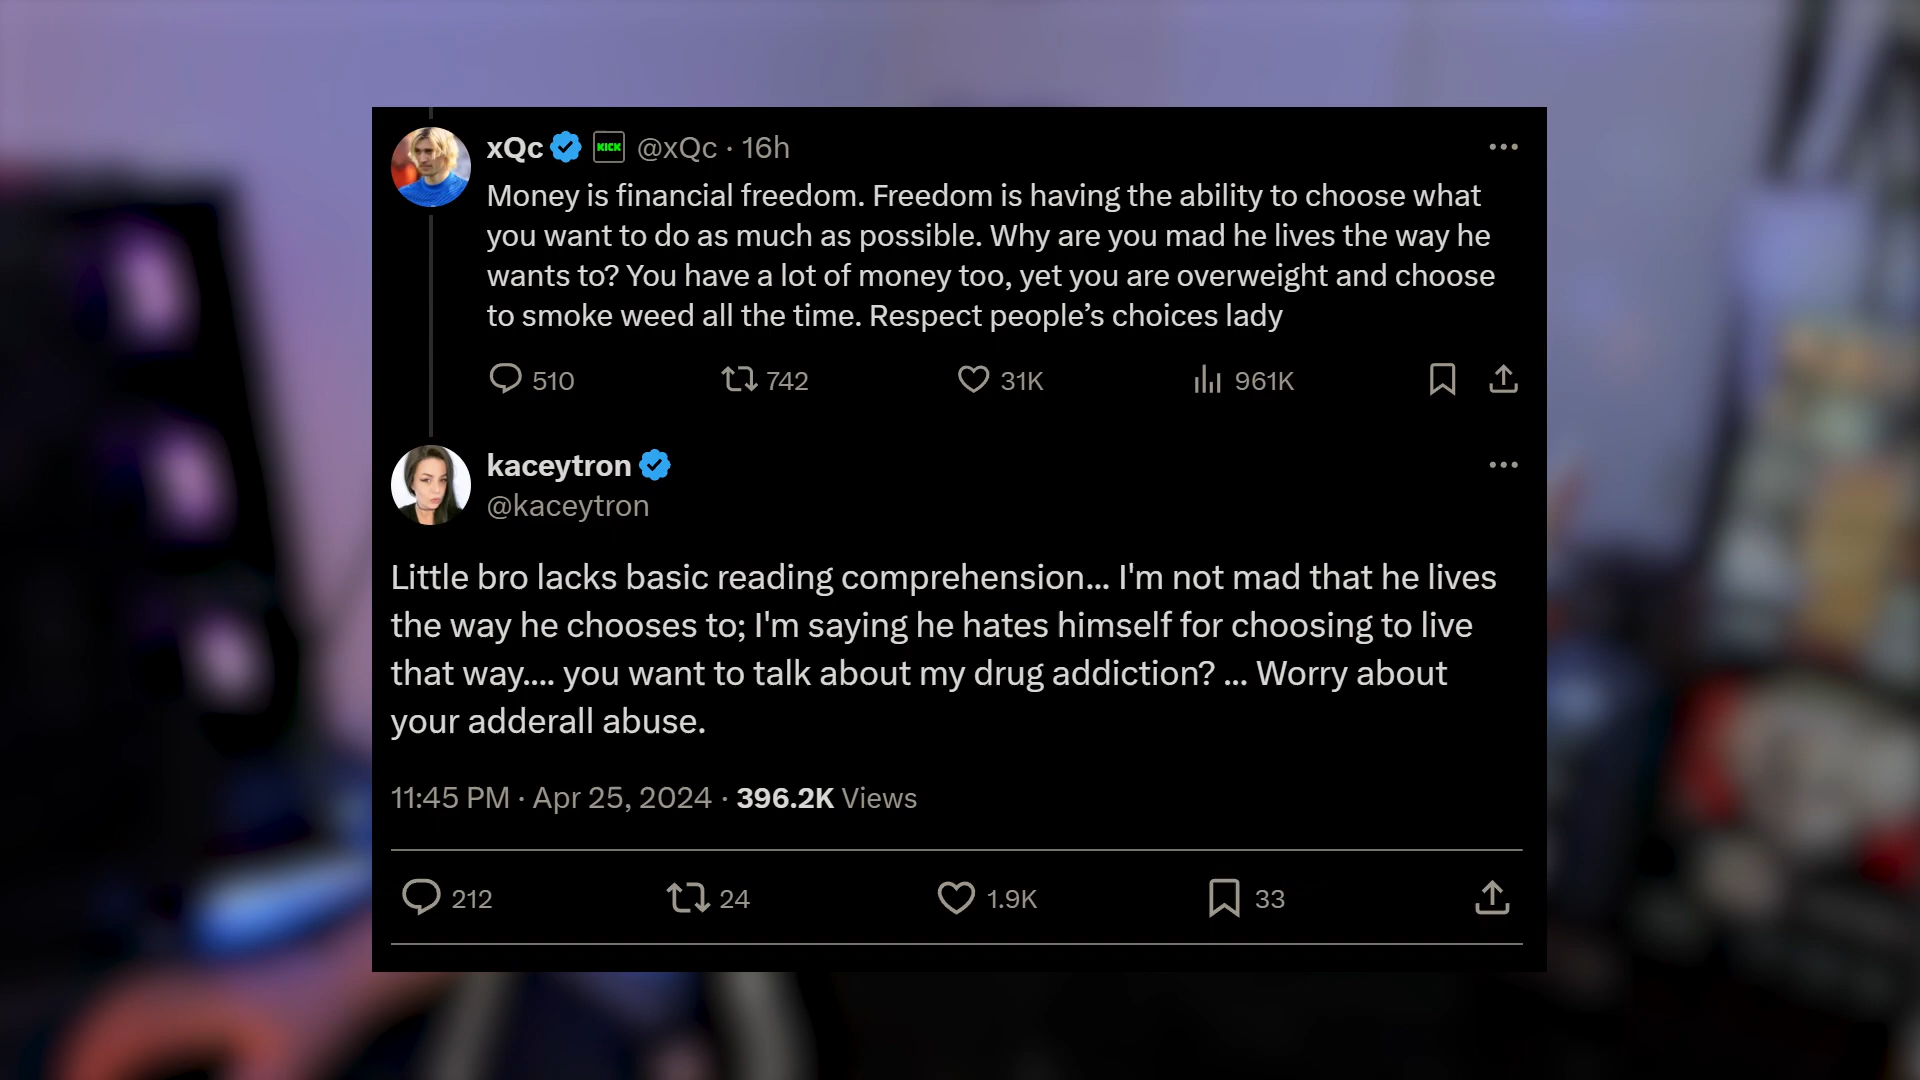 xQc KICK @xQc · 16h
Money is financial freedom. Freedom is having the ability to choose what
you want to do as much as possible. Why are you mad he lives the way he
wants to? You have a lot of money too, yet you are overweight and choose
to smoke weed all the time. Respect people’s choices lady
510 742 31K 961K
kaceytron
@kaceytron
Little bro lacks basic reading comprehension... I'm not mad that he lives
the way he chooses to; I'm saying he hates himself for choosing to live
that way.... you want to talk about my drug addiction? ... Worry about
your adderall abuse.
11:45 PM · Apr 25, 2024 · 396.2K Views
212 24 1.9K 33